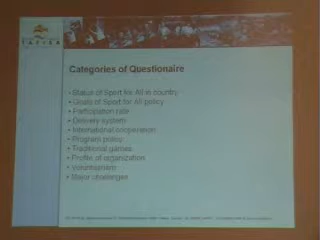 TAFISA
Categories of Questionaire
• Status of Sport for All in country
• Goals of Sport for All policy
• Participation rate
• Delivery system
• International cooperation
• Program policy
• Traditional games
• Profile of organization
• Volunteerism
• Major challenges